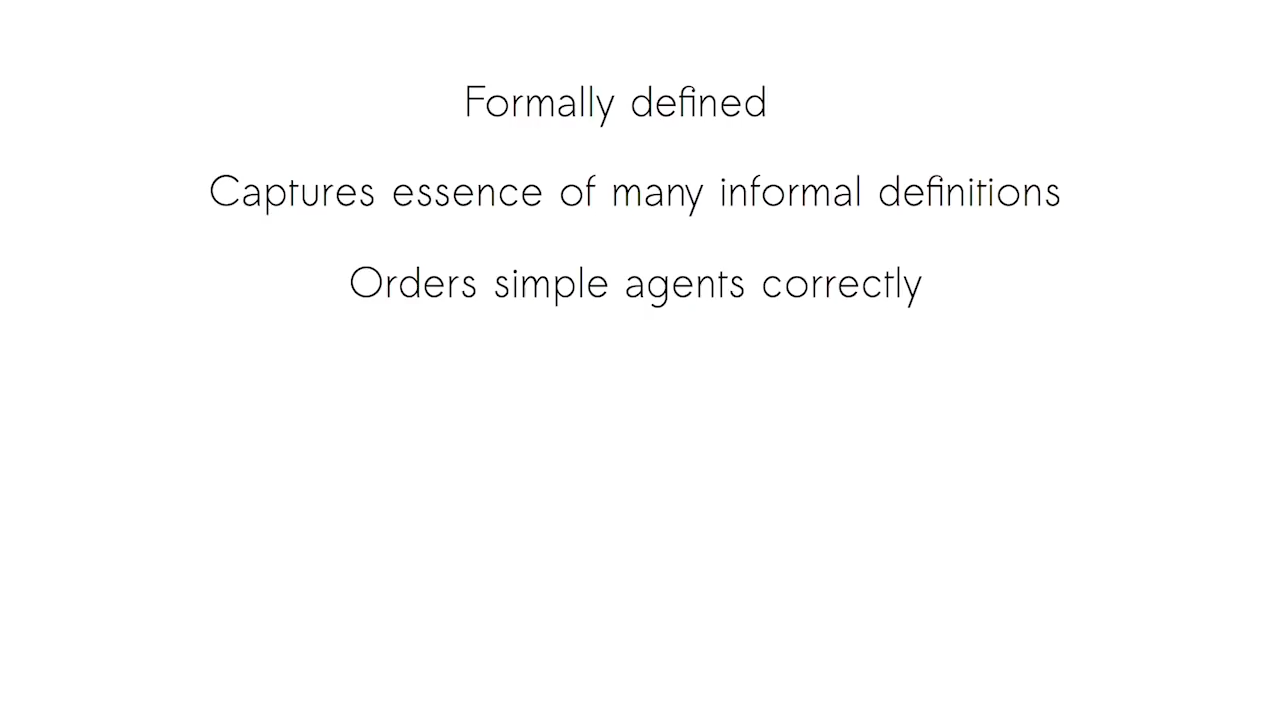 Formally defined
Captures essence of many informal definitions
Orders simple agents correctly